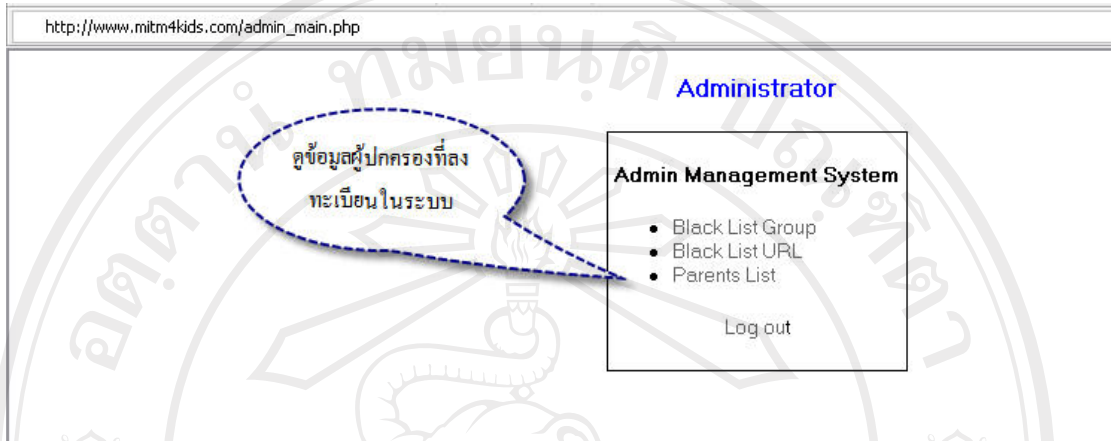 http://www.mitm4kids.com/admin_main.php
Administrator
ดูข้อมูลผู้ปกครองที่ลง
ทะเบียนในระบบ
Admin Management System
Black List Group
Black List URL
Parents List
Log out